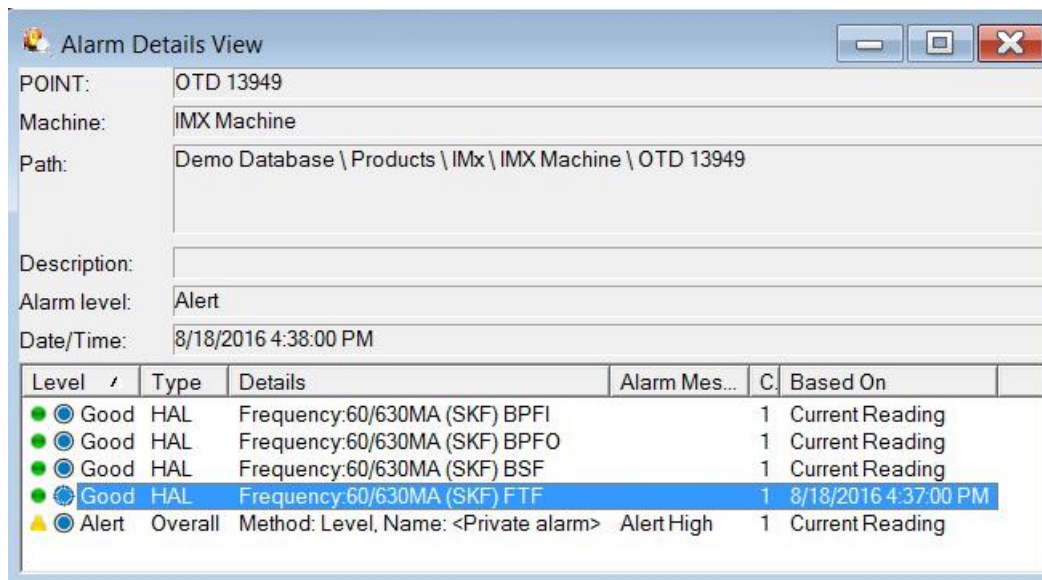 Alarm Details View
POINT: OTD 13949
Machine: IMX Machine
Path: Demo Database \ Products \ IMx \ IMX Machine \ OTD 13949
Description:
Alarm level: Alert
Date/Time: 8/18/2016 4:38:00 PM
Level Type Details Alarm Mes... C. Based On
Good HAL Frequency:60/630MA (SKF) BPFI 1 Current Reading
Good HAL Frequency:60/630MA (SKF) BPFO 1 Current Reading
Good HAL Frequency:60/630MA (SKF) BSF 1 Current Reading
Good HAL Frequency:60/630MA (SKF) FTF 1 8/18/2016 4:37:00 PM
Alert Overall Method: Level, Name: <Private alarm> Alert High 1 Current Reading